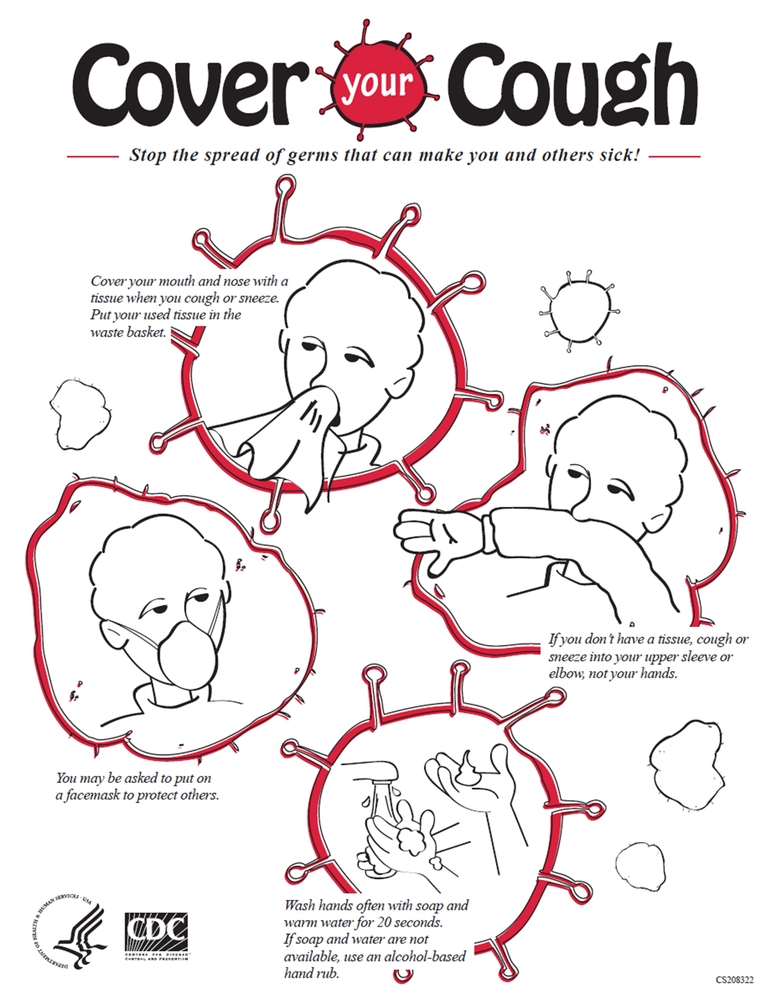 Cover your Cough
Stop the spread of germs that can make you and others sick!
Cover your mouth and nose with a
tissue when you cough or sneeze.
Put your used tissue in the
waste basket.
If you don't have a tissue, cough or
sneeze into your upper sleeve or
elbow, not your hands.
You may be asked to put on
a facemask to protect others.
Wash hands often with soap and
warm water for 20 seconds.
If soap and water are not
available, use an alcohol-based
hand rub.
DEPARTMENT OF HEALTH & HUMAN SERVICES · USA
CDC
CENTERS FOR DISEASE™
CONTROL AND PREVENTION
CS208322